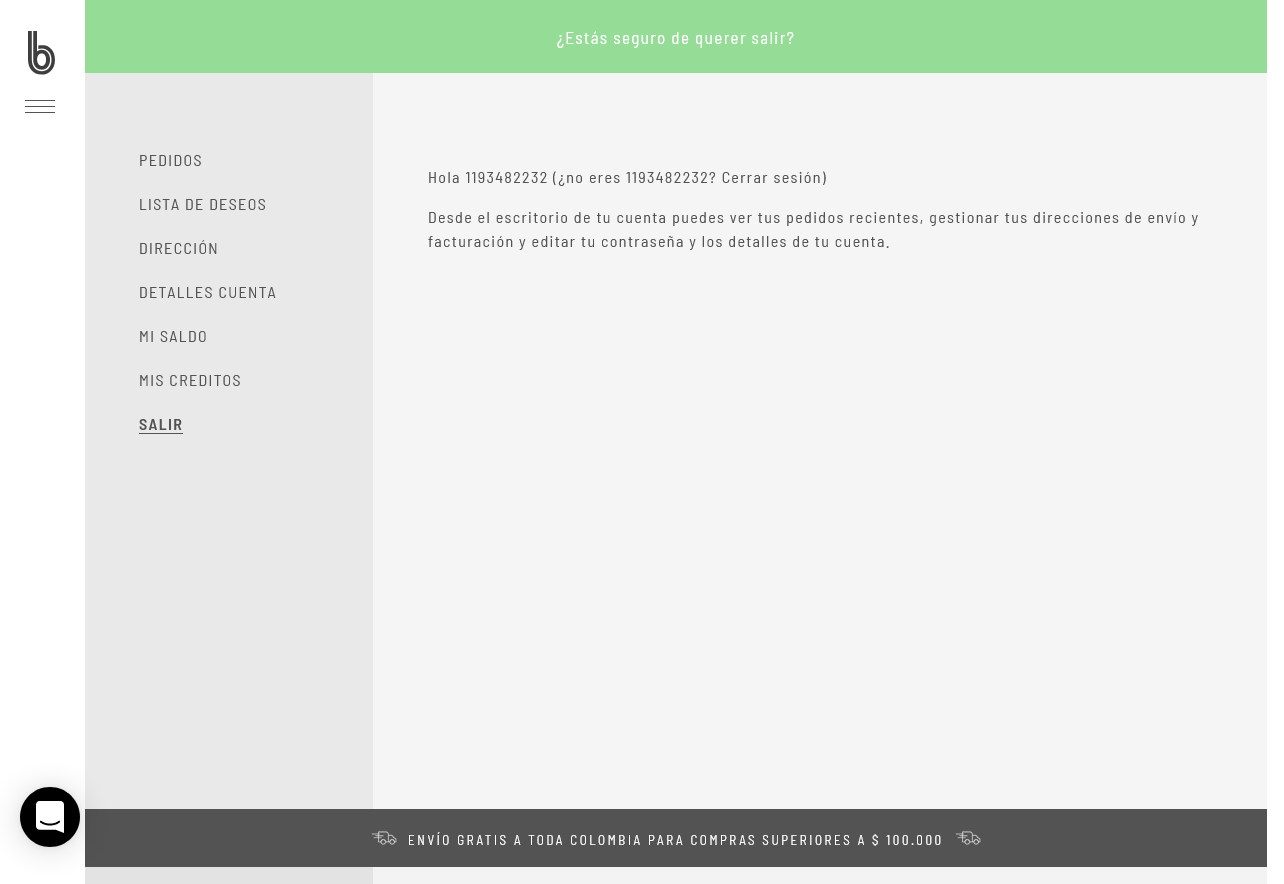 b
¿Estás seguro de querer salir?
PEDIDOS
LISTA DE DESEOS
DIRECCIÓN
DETALLES CUENTA
MI SALDO
MIS CREDITOS
SALIR
Hola 1193482232 (¿no eres 1193482232? Cerrar sesión)
Desde el escritorio de tu cuenta puedes ver tus pedidos recientes, gestionar tus direcciones de envío y
facturación y editar tu contraseña y los detalles de tu cuenta.
ENVÍO GRATIS A TODA COLOMBIA PARA COMPRAS SUPERIORES A $ 100.000